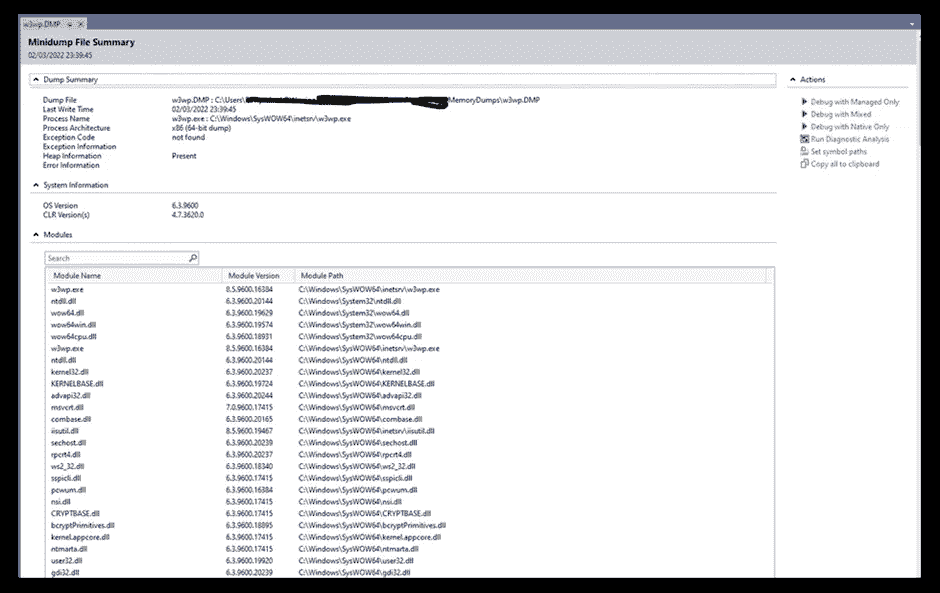 w3wp.DMP
Minidump File Summary
02/03/2022 23:39:45
Dump Summary
Dump File w3wp.DMP : C:\Users\ MemoryDumps\w3wp.DMP
Last Write Time 02/03/2022 23:39:45
Process Name w3wp.exe : C:\Windows\SysWOW64\inetsrv\w3wp.exe
Process Architecture x86 (64-bit dump)
Exception Code not found
Exception Information
Heap Information Present
Error Information
System Information
OS Version 6.3.9600
CLR Version(s) 4.7.3620.0
Modules
Search
Module Name Module Version Module Path
w3wp.exe 8.5.9600.16384 C:\Windows\SysWOW64\inetsrv\w3wp.exe
ntdll.dll 6.3.9600.20144 C:\Windows\System32\ntdll.dll
wow64.dll 6.3.9600.19629 C:\Windows\System32\wow64.dll
wow64win.dll 6.3.9600.19574 C:\Windows\System32\wow64win.dll
wow64cpu.dll 6.3.9600.18931 C:\Windows\System32\wow64cpu.dll
w3wp.exe 8.5.9600.16384 C:\Windows\SysWOW64\inetsrv\w3wp.exe
ntdll.dll 6.3.9600.20144 C:\Windows\SysWOW64\ntdll.dll
kernel32.dll 6.3.9600.20237 C:\Windows\SysWOW64\kernel32.dll
KERNELBASE.dll 6.3.9600.19724 C:\Windows\SysWOW64\KERNELBASE.dll
advapi32.dll 6.3.9600.20244 C:\Windows\SysWOW64\advapi32.dll
msvcrt.dll 7.0.9600.17415 C:\Windows\SysWOW64\msvcrt.dll
combase.dll 6.3.9600.20165 C:\Windows\SysWOW64\combase.dll
iisutil.dll 8.5.9600.19467 C:\Windows\SysWOW64\inetsrv\iisutil.dll
sechost.dll 6.3.9600.20239 C:\Windows\SysWOW64\sechost.dll
rpcrt4.dll 6.3.9600.20237 C:\Windows\SysWOW64\rpcrt4.dll
ws2_32.dll 6.3.9600.18340 C:\Windows\SysWOW64\ws2_32.dll
sspicli.dll 6.3.9600.17415 C:\Windows\SysWOW64\sspicli.dll
pcwum.dll 6.3.9600.16384 C:\Windows\SysWOW64\pcwum.dll
nsi.dll 6.3.9600.17415 C:\Windows\SysWOW64\nsi.dll
CRYPTBASE.dll 6.3.9600.17415 C:\Windows\SysWOW64\CRYPTBASE.dll
bcryptPrimitives.dll 6.3.9600.18895 C:\Windows\SysWOW64\bcryptPrimitives.dll
kernel.appcore.dll 6.3.9600.17415 C:\Windows\SysWOW64\kernel.appcore.dll
ntmarta.dll 6.3.9600.17415 C:\Windows\SysWOW64\ntmarta.dll
user32.dll 6.3.9600.19920 C:\Windows\SysWOW64\user32.dll
gdi32.dll 6.3.9600.20239 C:\Windows\SysWOW64\gdi32.dll
Actions
Debug with Managed Only
Debug with Mixed
Debug with Native Only
Run Diagnostic Analysis
Set symbol paths
Copy all to clipboard